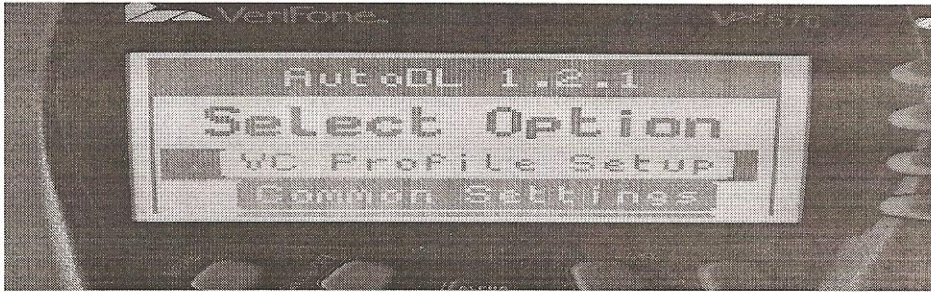 VeriFone
AutoDL 1.2.1
Select Option
VC Profile Setup
Common Settings